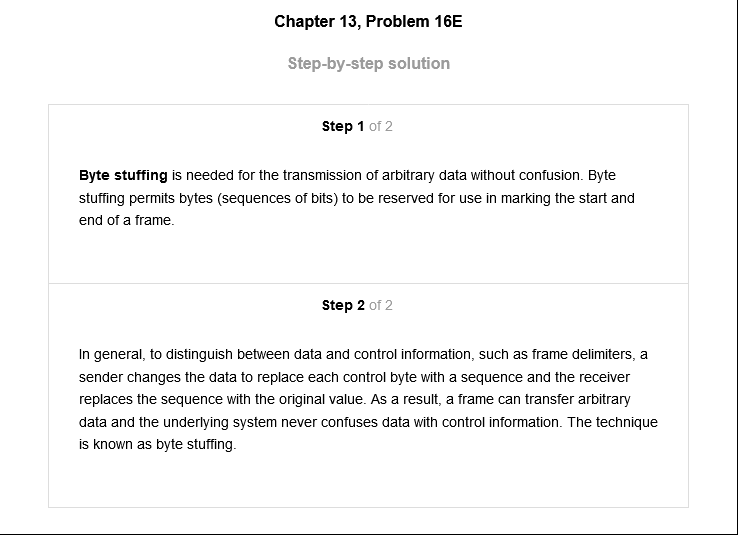 Chapter 13, Problem 16E
Step-by-step solution
Step 1 of 2
Byte stuffing is needed for the transmission of arbitrary data without confusion. Byte
stuffing permits bytes (sequences of bits) to be reserved for use in marking the start and
end of a frame.
Step 2 of 2
In general, to distinguish between data and control information, such as frame delimiters, a
sender changes the data to replace each control byte with a sequence and the receiver
replaces the sequence with the original value. As a result, a frame can transfer arbitrary
data and the underlying system never confuses data with control information. The technique
is known as byte stuffing.